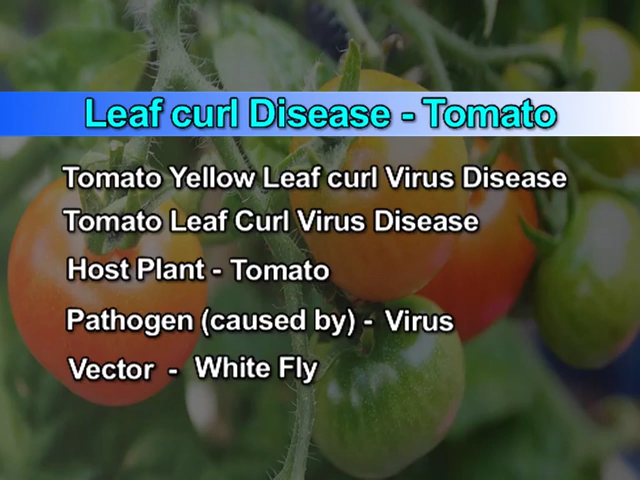 Leaf curl Disease - Tomato
Tomato Yellow Leaf curl Virus Disease
Tomato Leaf Curl Virus Disease
Host Plant - Tomato
Pathogen (caused by) - Virus
Vector - White Fly